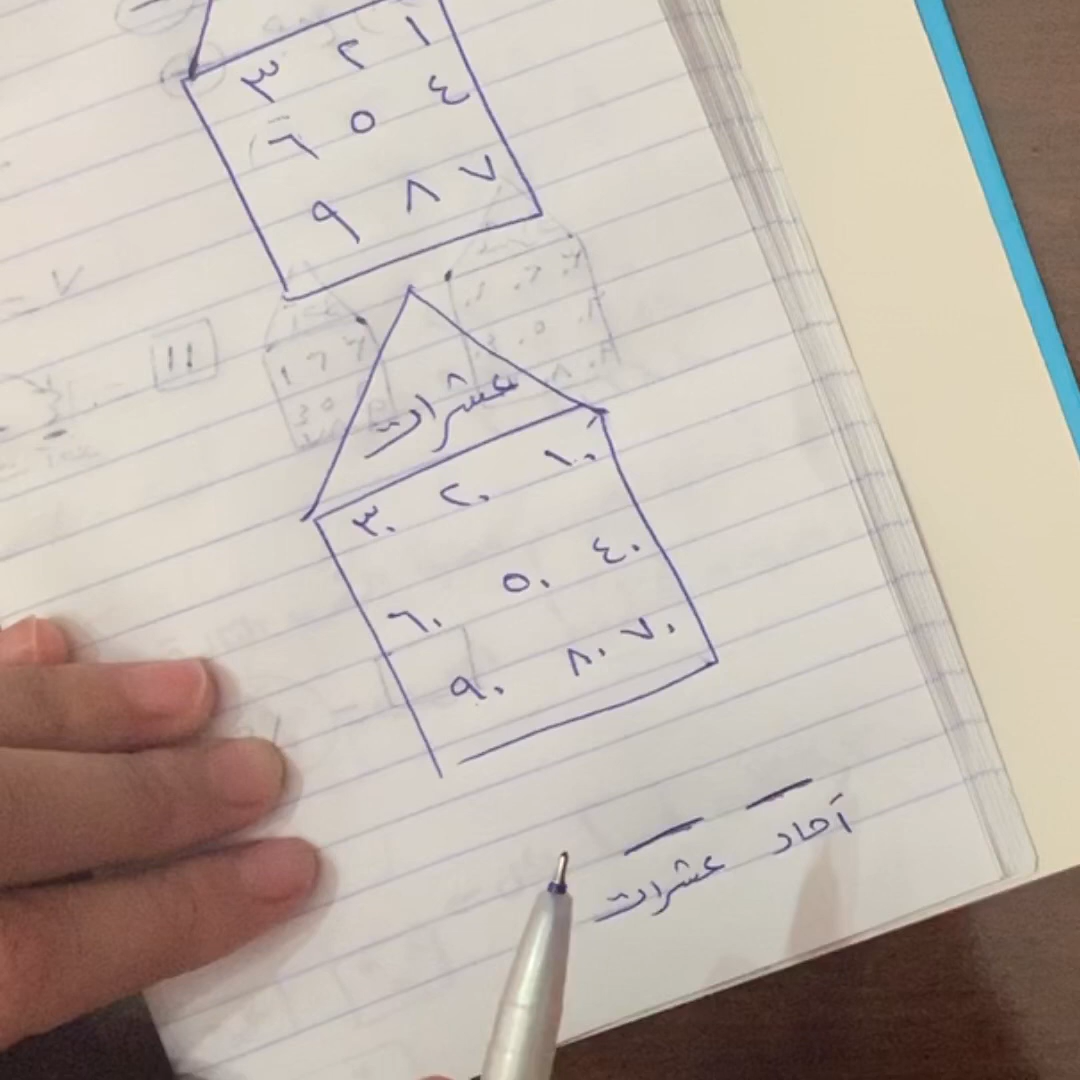 ١ ٢ ٣
٤ ٥ ٦
٧ ٨ ٩
عشرات
١٠ ٢٠ ٣٠
٤٠ ٥٠ ٦٠
٧٠ ٨٠ ٩٠
آحاد عشرات